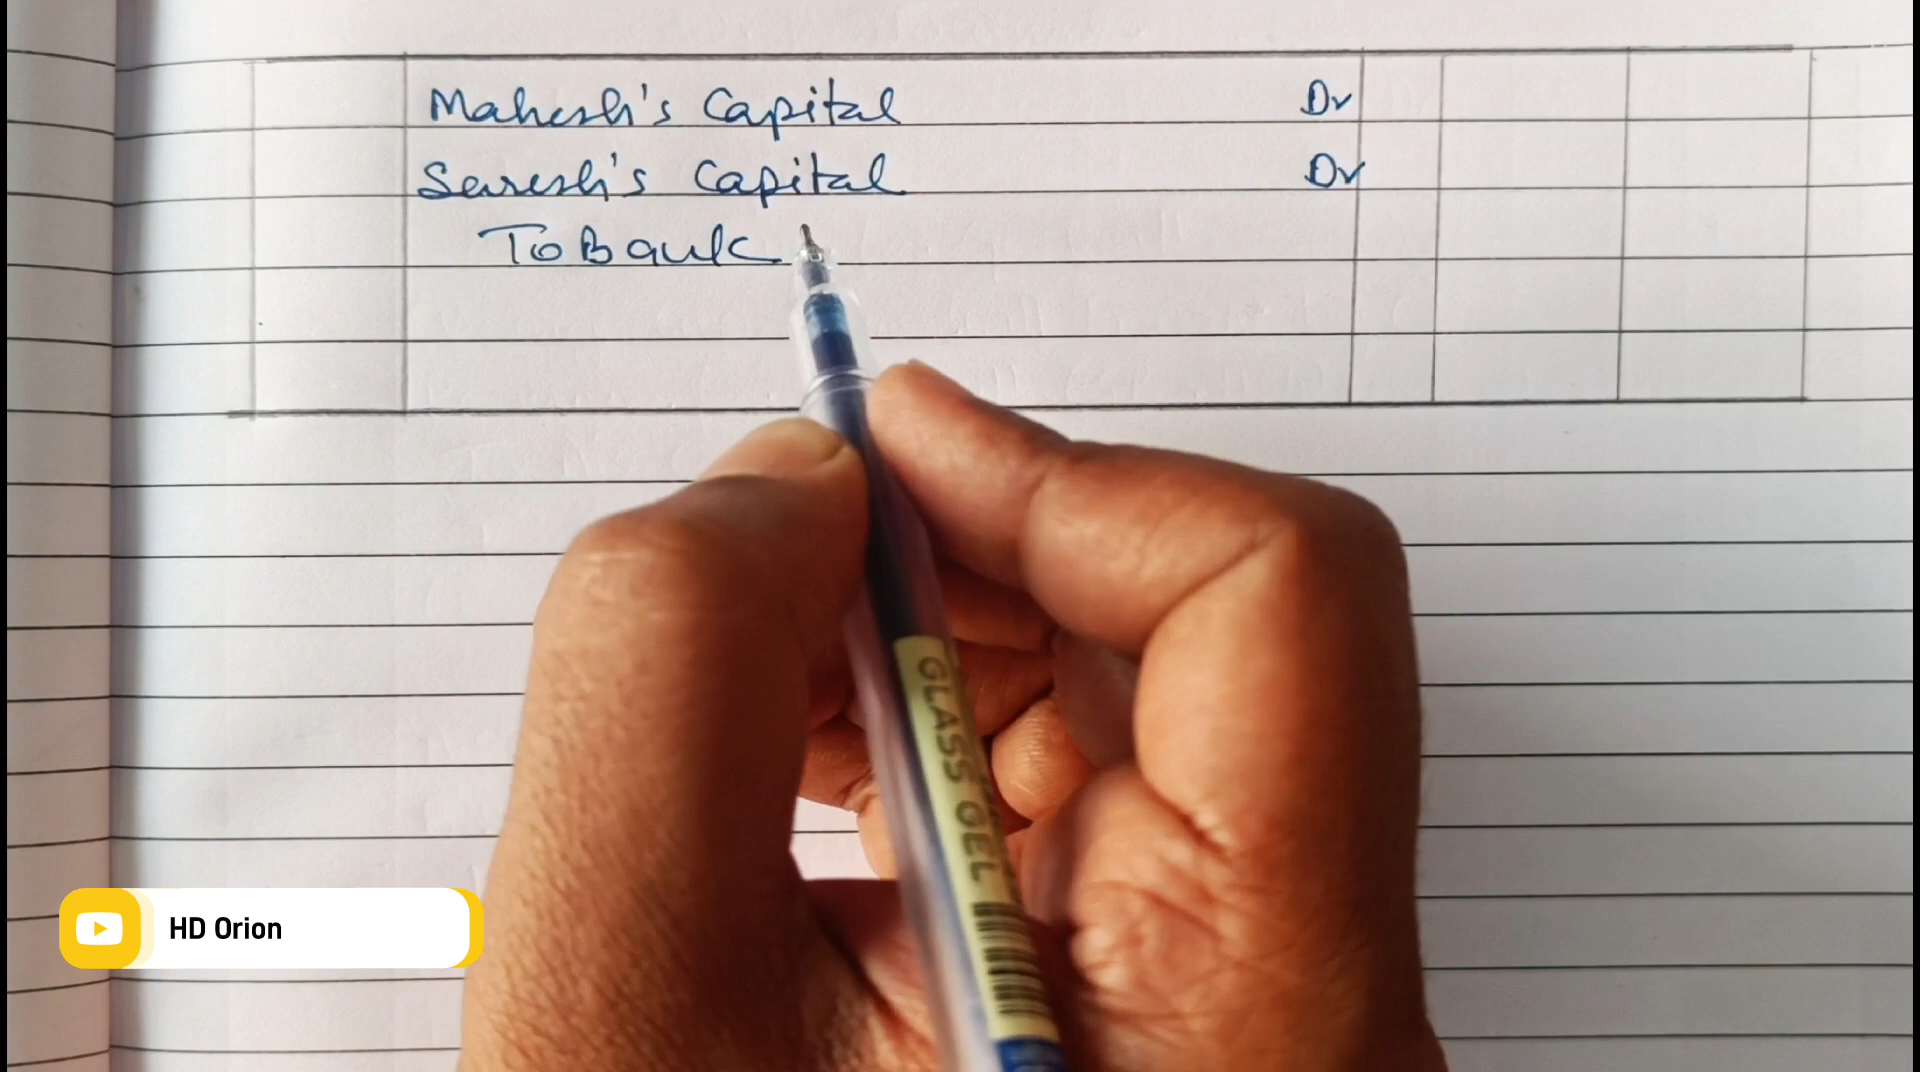 Mahesh's Capital Dr
Suresh's Capital Dr
To Bank
GLASS GEL
HD Orion